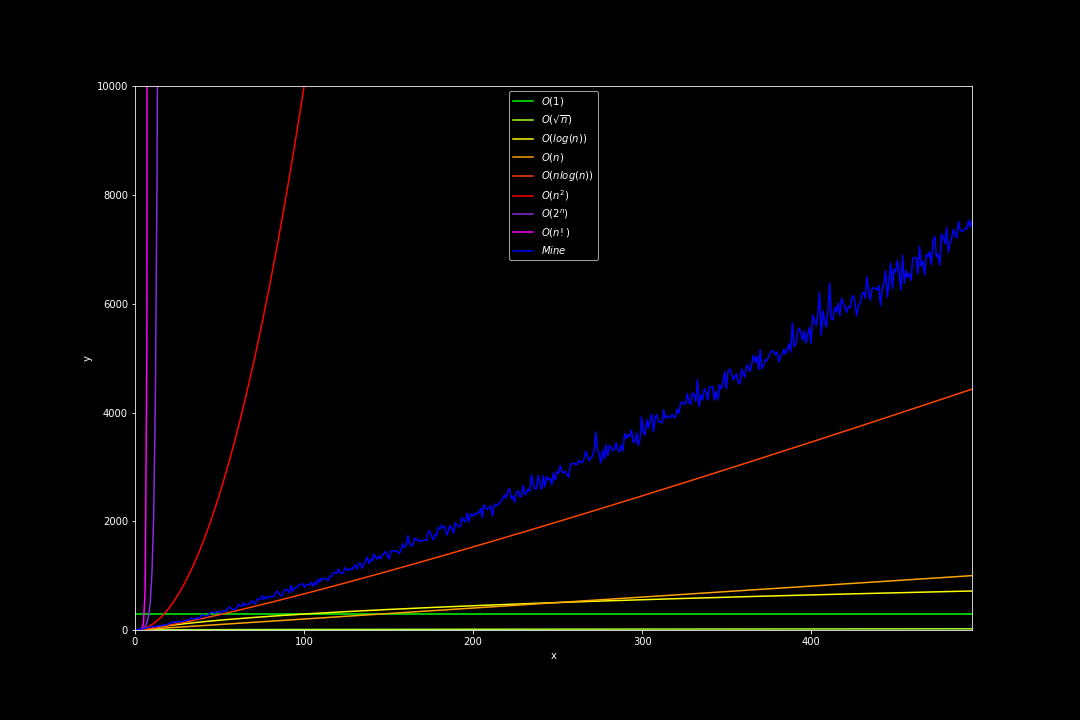 10000
8000
6000
4000
2000
0
y
0
100
200
300
400
x
O(1)
O(√n)
O(log(n))
O(n)
O(nlog(n))
O(n²)
O(2ⁿ)
O(n!)
Mine